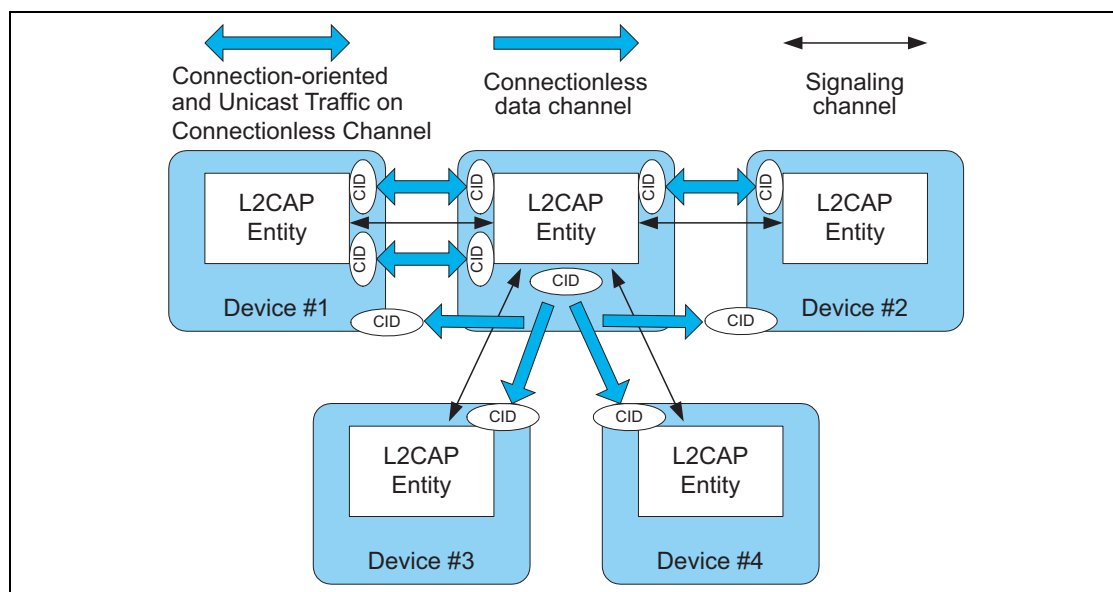 Connection-oriented
and Unicast Traffic on
Connectionless Channel
Connectionless
data channel
Signaling
channel
CID
CID
CID
CID
L2CAP
Entity
L2CAP
Entity
L2CAP
Entity
CID
CID
CID
Device #1
Device #2
CID
CID
CID
CID
L2CAP
Entity
L2CAP
Entity
Device #3
Device #4